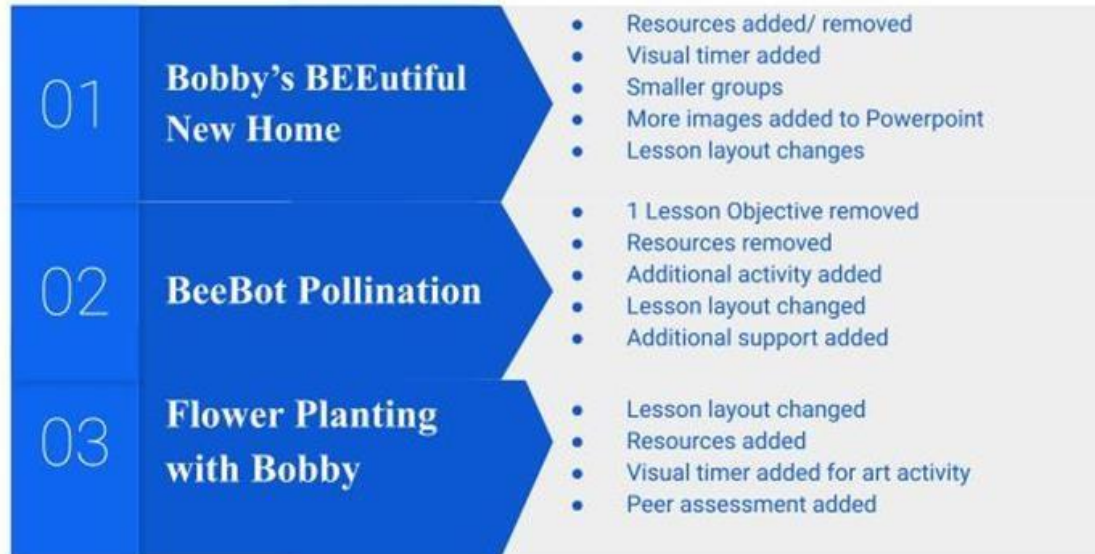 01
Bobby's BEEutiful
New Home
• Resources added/ removed
• Visual timer added
• Smaller groups
• More images added to Powerpoint
• Lesson layout changes
02
BeeBot Pollination
• 1 Lesson Objective removed
• Resources removed
• Additional activity added
• Lesson layout changed
• Additional support added
03
Flower Planting
with Bobby
• Lesson layout changed
• Resources added
• Visual timer added for art activity
• Peer assessment added